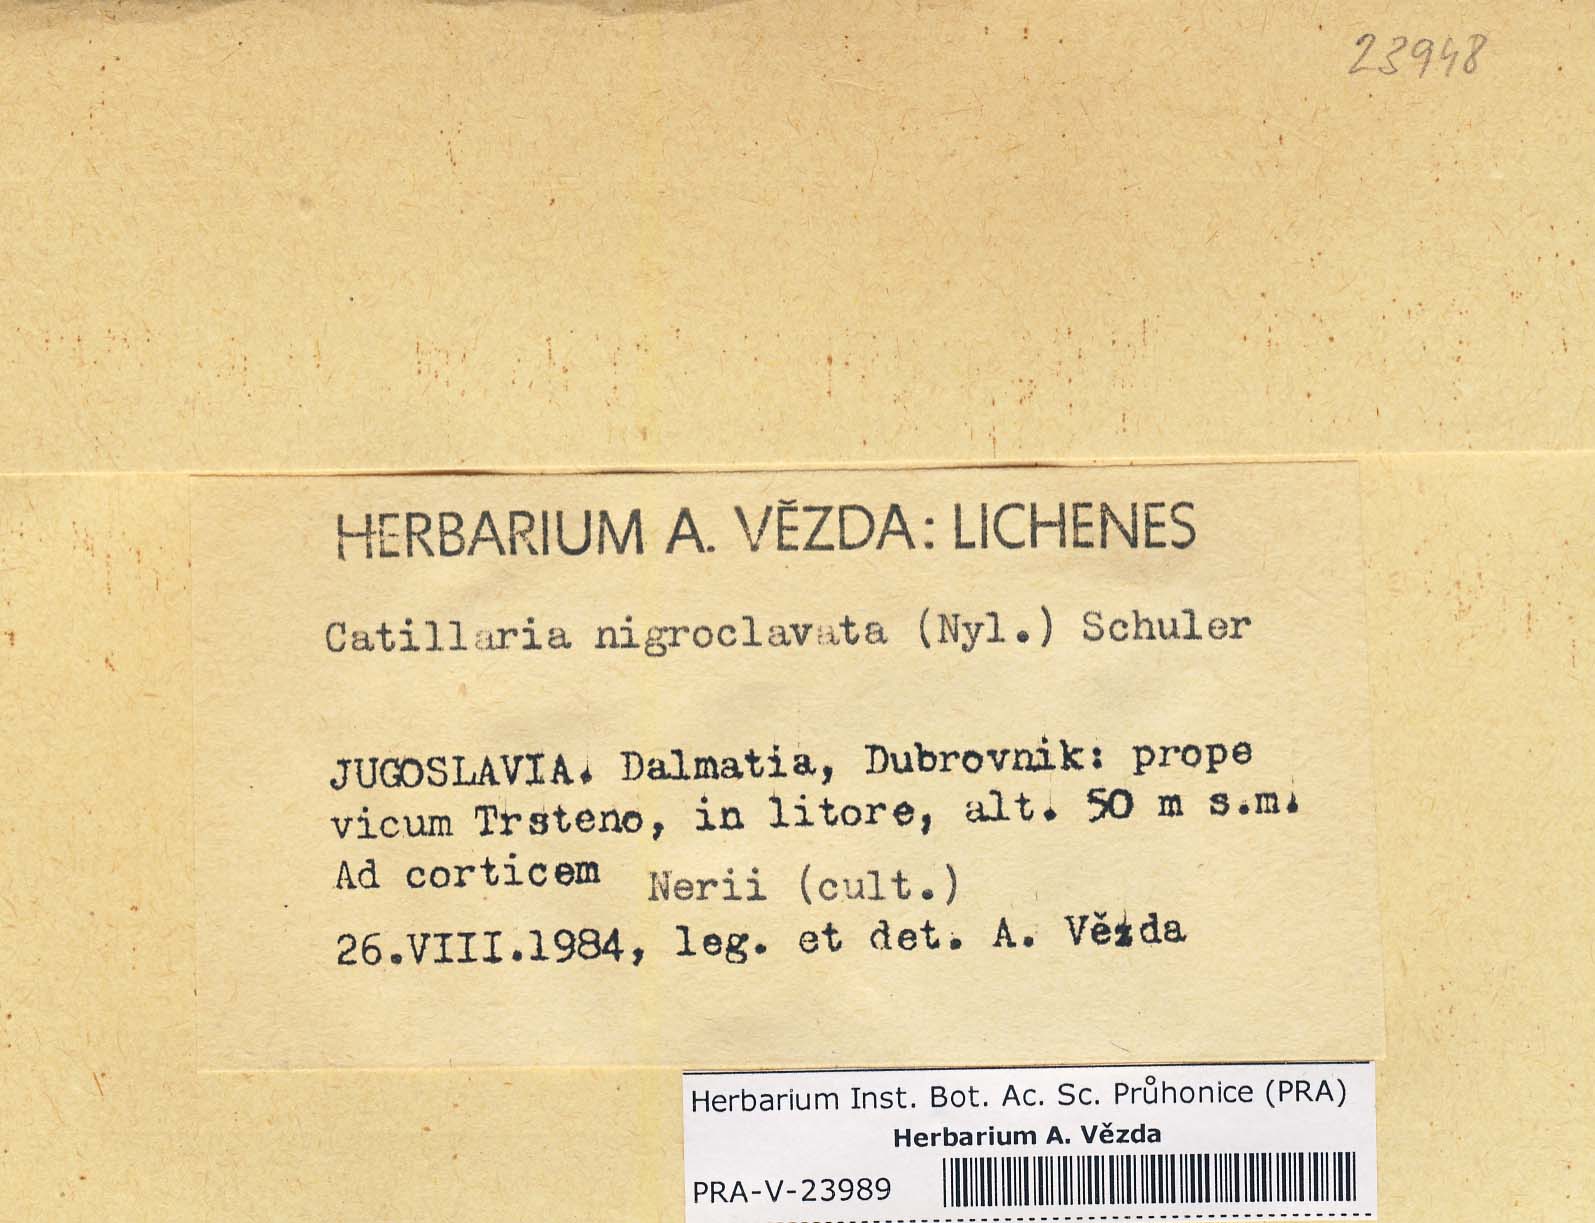 23948
HERBARIUM A. VĚZDA: LICHENES
Catillaria nigroclavata (Nyl.) Schuler
JUGOSLAVIA. Dalmatia, Dubrovnik: prope
vicum Trsteno, in litore, alt. 50 m s.m.
Ad corticem Nerii (cult.)
26.VIII.1984, leg. et det. A. Vězda
Herbarium Inst. Bot. Ac. Sc. Průhonice (PRA)
Herbarium A. Vězda
PRA-V-23989